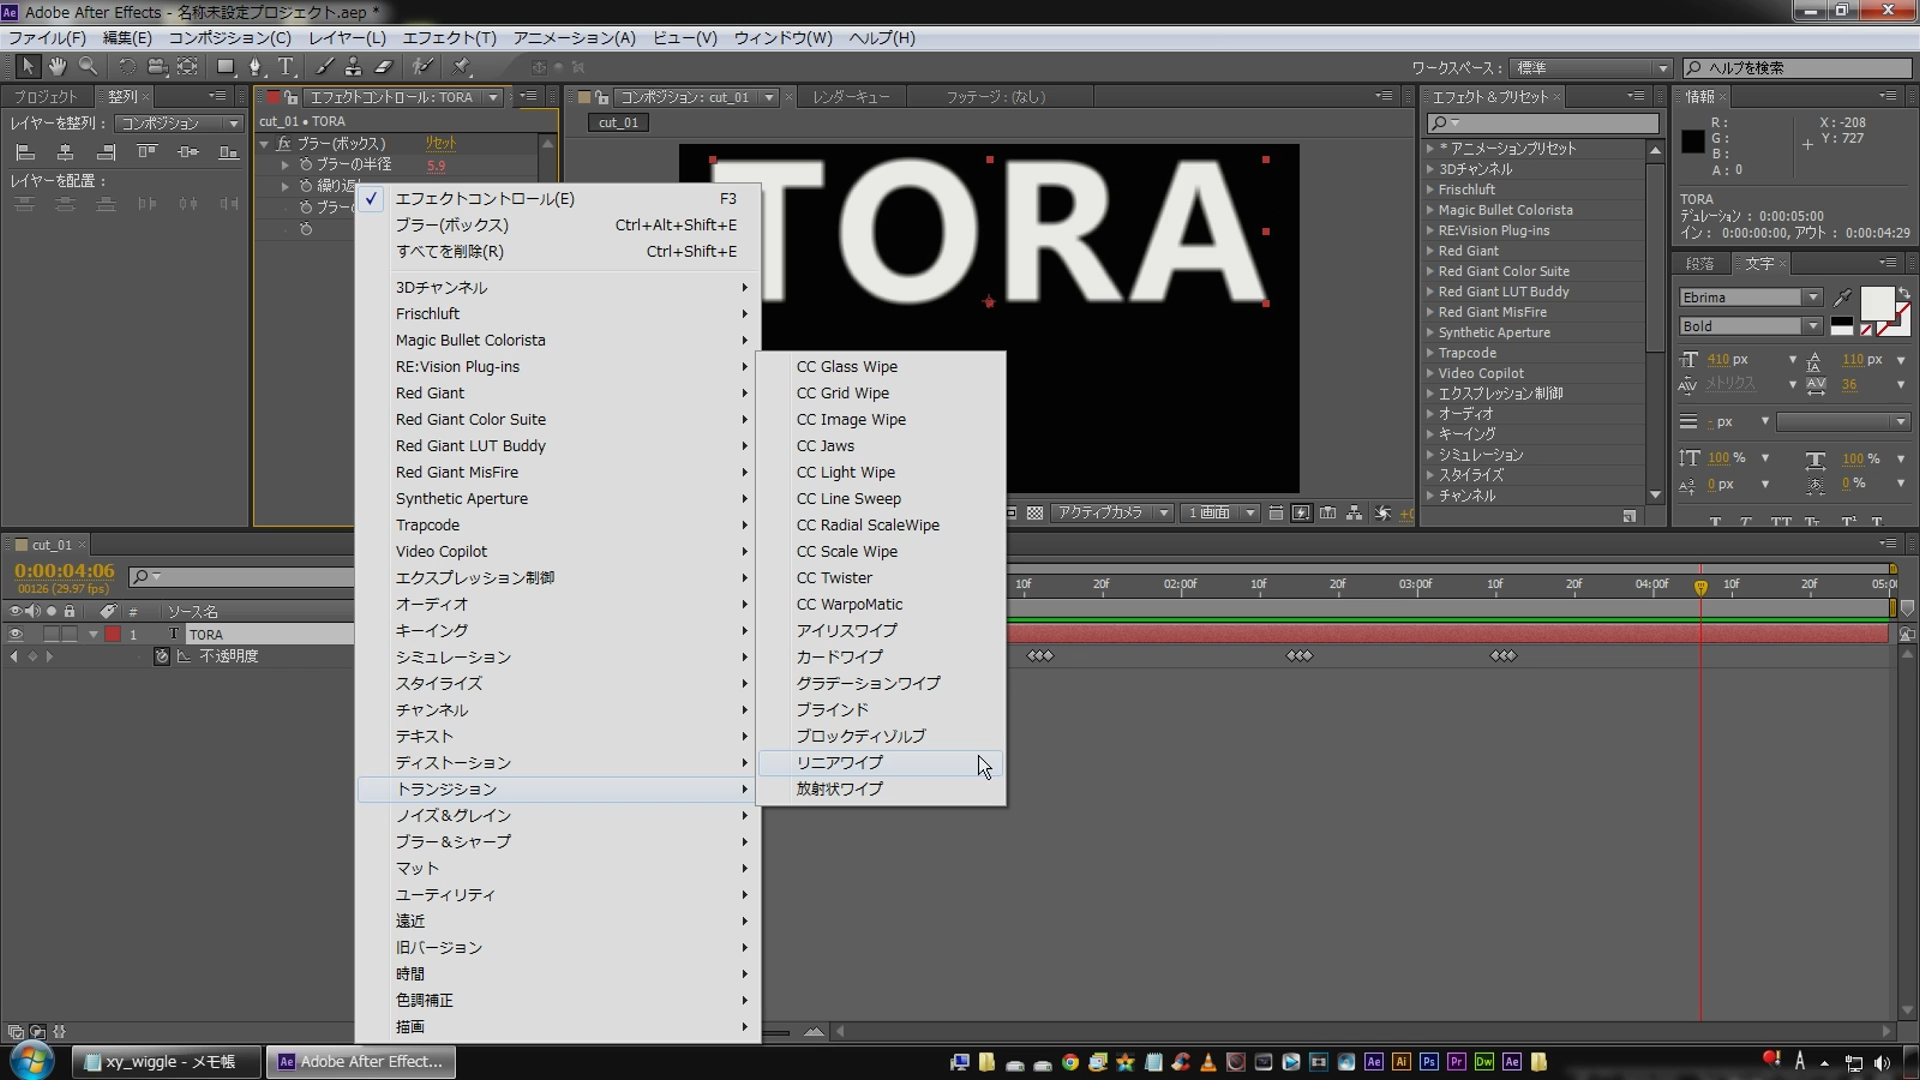 Adobe After Effects - 名称未設定プロジェクト.aep *
ファイル(F) 編集(E) コンポジション(C) レイヤー(L) エフェクト(T) アニメーション(A) ビュー(V) ウィンドウ(W) ヘルプ(H)
ワークスペース : 標準 ヘルプを検索
プロジェクト 整列 エフェクトコントロール : TORA コンポジション : cut_01 レンダーキュー フッテージ : (なし) エフェクト＆プリセット 情報
レイヤーを整列 : コンポジション
レイヤーを配置 :
cut_01 • TORA
ブラー(ボックス) リセット
ブラーの半径 5.9
エフェクトコントロール(E) F3
ブラー(ボックス) Ctrl+Alt+Shift+E
すべてを削除(R) Ctrl+Shift+E
3Dチャンネル
Frischluft
Magic Bullet Colorista
RE:Vision Plug-ins
Red Giant
Red Giant Color Suite
Red Giant LUT Buddy
Red Giant MisFire
Synthetic Aperture
Trapcode
Video Copilot
エクスプレッション制御
オーディオ
キーイング
シミュレーション
スタイライズ
チャンネル
テキスト
ディストーション
トランジション
ノイズ＆グレイン
ブラー＆シャープ
マット
ユーティリティ
遠近
旧バージョン
時間
色調補正
描画
CC Glass Wipe
CC Grid Wipe
CC Image Wipe
CC Jaws
CC Light Wipe
CC Line Sweep
CC Radial ScaleWipe
CC Scale Wipe
CC Twister
CC WarpoMatic
アイリスワイプ
カードワイプ
グラデーションワイプ
ブラインド
ブロックディゾルブ
リニアワイプ
放射状ワイプ
cut_01
TORA
アクティブカメラ 1 画面
* アニメーションプリセット
3Dチャンネル
Frischluft
Magic Bullet Colorista
RE:Vision Plug-ins
Red Giant
Red Giant Color Suite
Red Giant LUT Buddy
Red Giant MisFire
Synthetic Aperture
Trapcode
Video Copilot
エクスプレッション制御
オーディオ
キーイング
シミュレーション
スタイライズ
チャンネル
R :
G :
B :
A : 0
X : -208
Y : 727
TORA
デュレーション : 0:00:05:00
イン : 0:00:00:00, アウト : 0:00:04:29
段落 文字
Ebrima
Bold
410 px 110 px
メトリクス 36
- px
100 % 100 %
0 px 0 %
cut_01
0:00:04:06
00126 (29.97 fps)
# ソース名
1 T TORA
不透明度
10f 20f 02:00f 10f 20f 03:00f 10f 20f 04:00f 10f 20f
xy_wiggle - メモ帳 Adobe After Effect...
Ae Ai Ps Pr Dw Ae
A